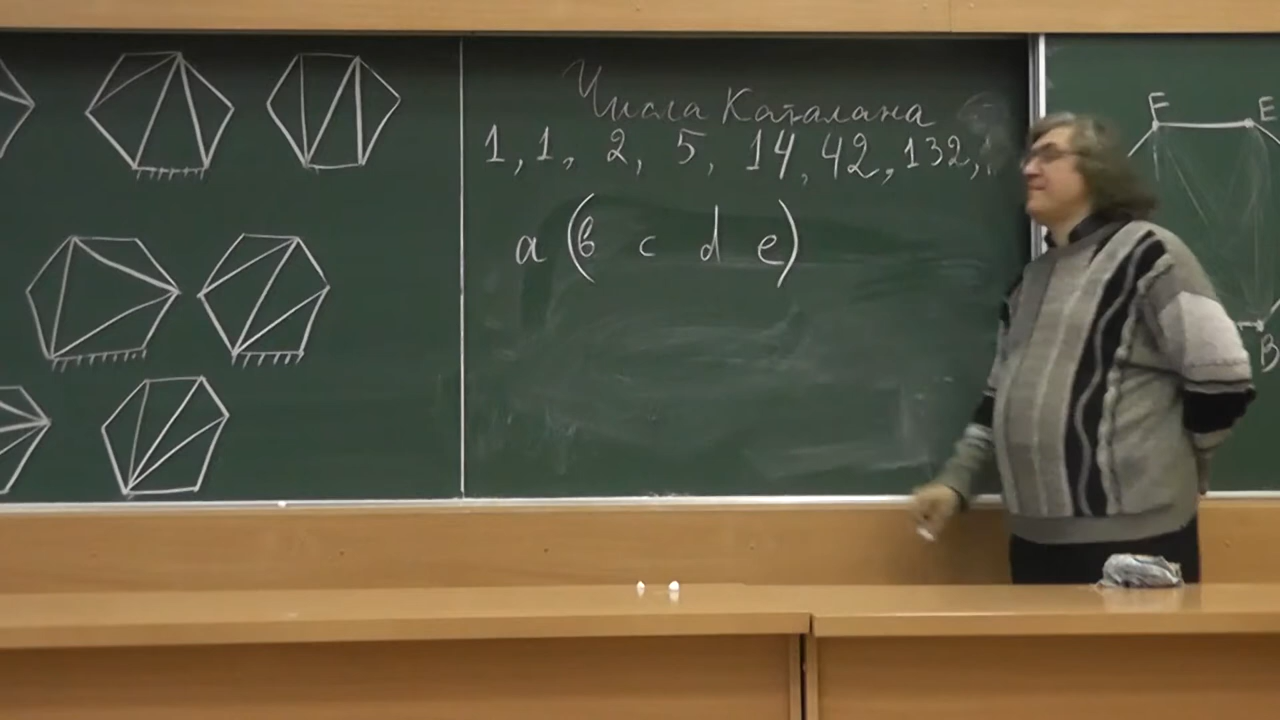 Числа Каталана
1, 1, 2, 5, 14, 42, 132,
a (b c d e)
F E
B